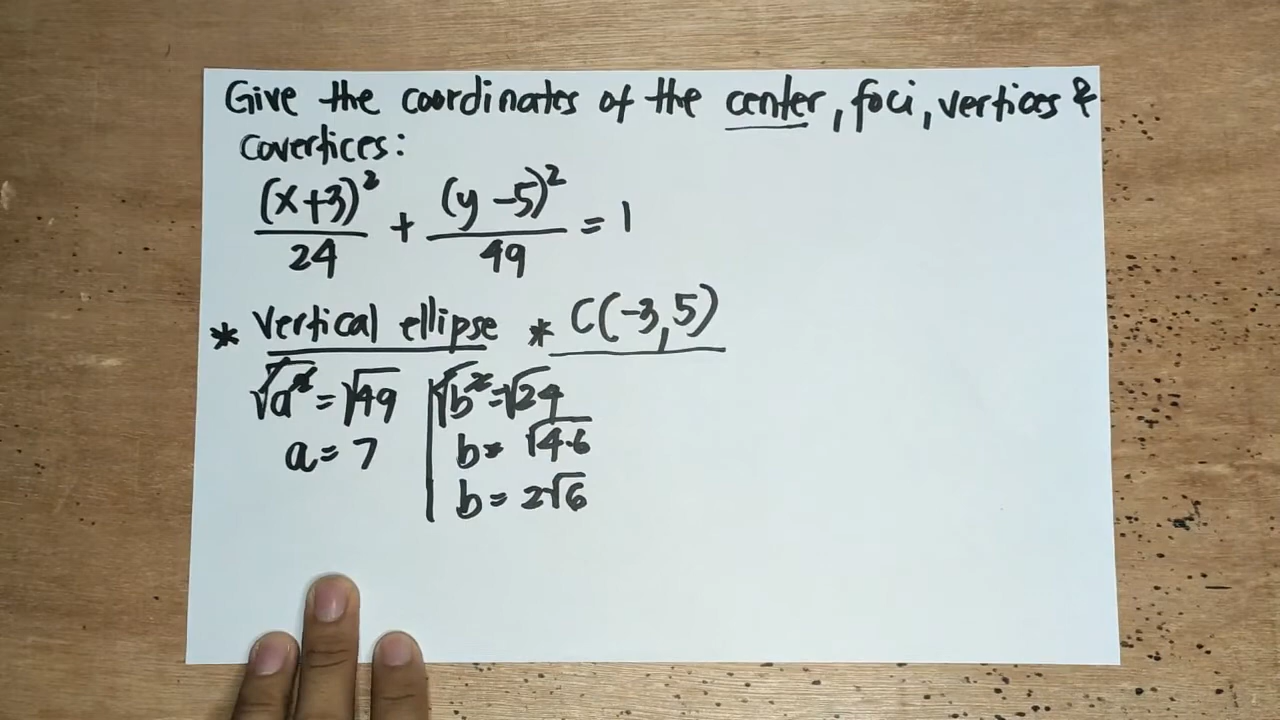 Give the coordinates of the center, foci, vertices &
covertices:
(x+3)²/24 + (y-5)²/49 = 1
* Vertical ellipse * C(-3,5)
√a² = √49 | √b² = √24
a = 7 | b = √4·6
b = 2√6